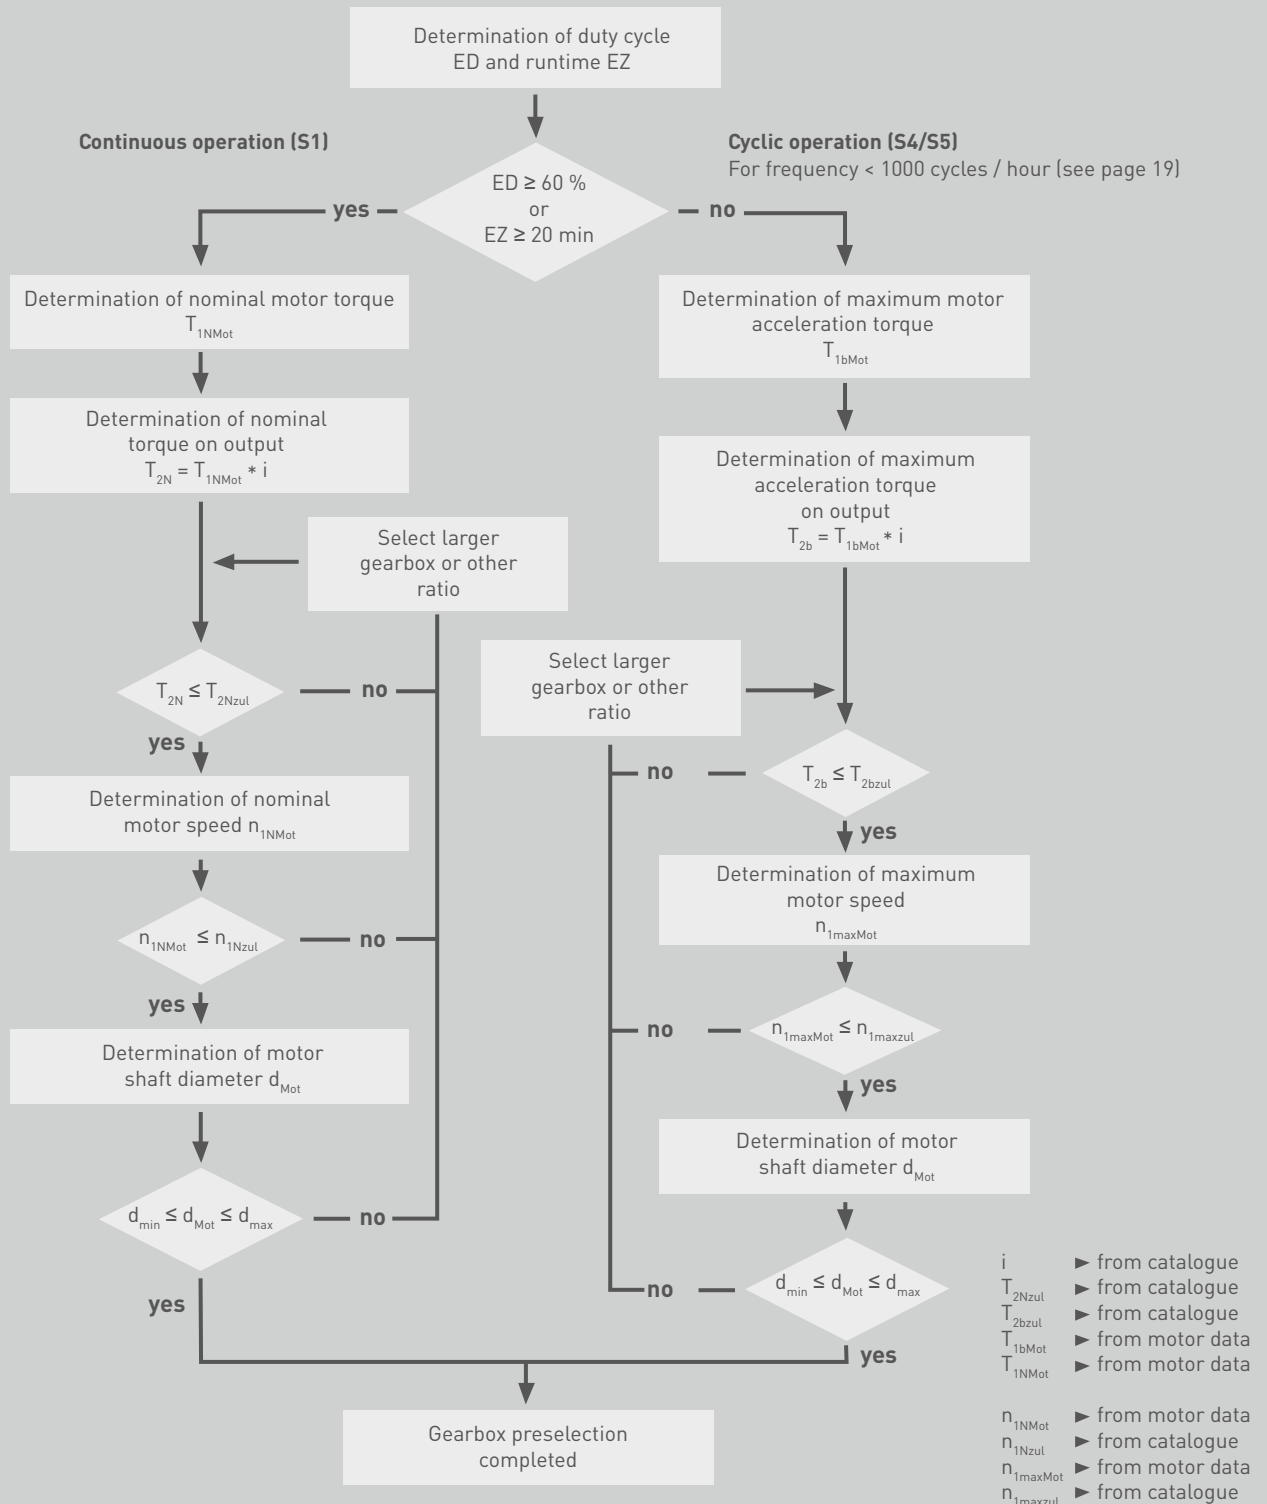 Determination of duty cycle
ED and runtime EZ
Continuous operation (S1)
Cyclic operation (S4/S5)
For frequency < 1000 cycles / hour (see page 19)
ED ≥ 60 %
or
EZ ≥ 20 min
yes
no
Determination of nominal motor torque
T1NMot
Determination of nominal
torque on output
T2N = T1NMot * i
Select larger
gearbox or other
ratio
T2N ≤ T2Nzul
no
yes
Determination of nominal
motor speed n1NMot
n1NMot ≤ n1Nzul
no
yes
Determination of motor
shaft diameter dMot
dmin ≤ dMot ≤ dmax
no
yes
Determination of maximum motor
acceleration torque
T1bMot
Determination of maximum
acceleration torque
on output
T2b = T1bMot * i
Select larger
gearbox or other
ratio
no
T2b ≤ T2bzul
yes
Determination of maximum
motor speed
n1maxMot
no
n1maxMot ≤ n1maxzul
yes
Determination of motor
shaft diameter dMot
no
dmin ≤ dMot ≤ dmax
yes
Gearbox preselection
completed
i ► from catalogue
T2Nzul ► from catalogue
T2bzul ► from catalogue
T1bMot ► from motor data
T1NMot ► from motor data
n1NMot ► from motor data
n1Nzul ► from catalogue
n1maxMot ► from motor data
n1maxzul ► from catalogue